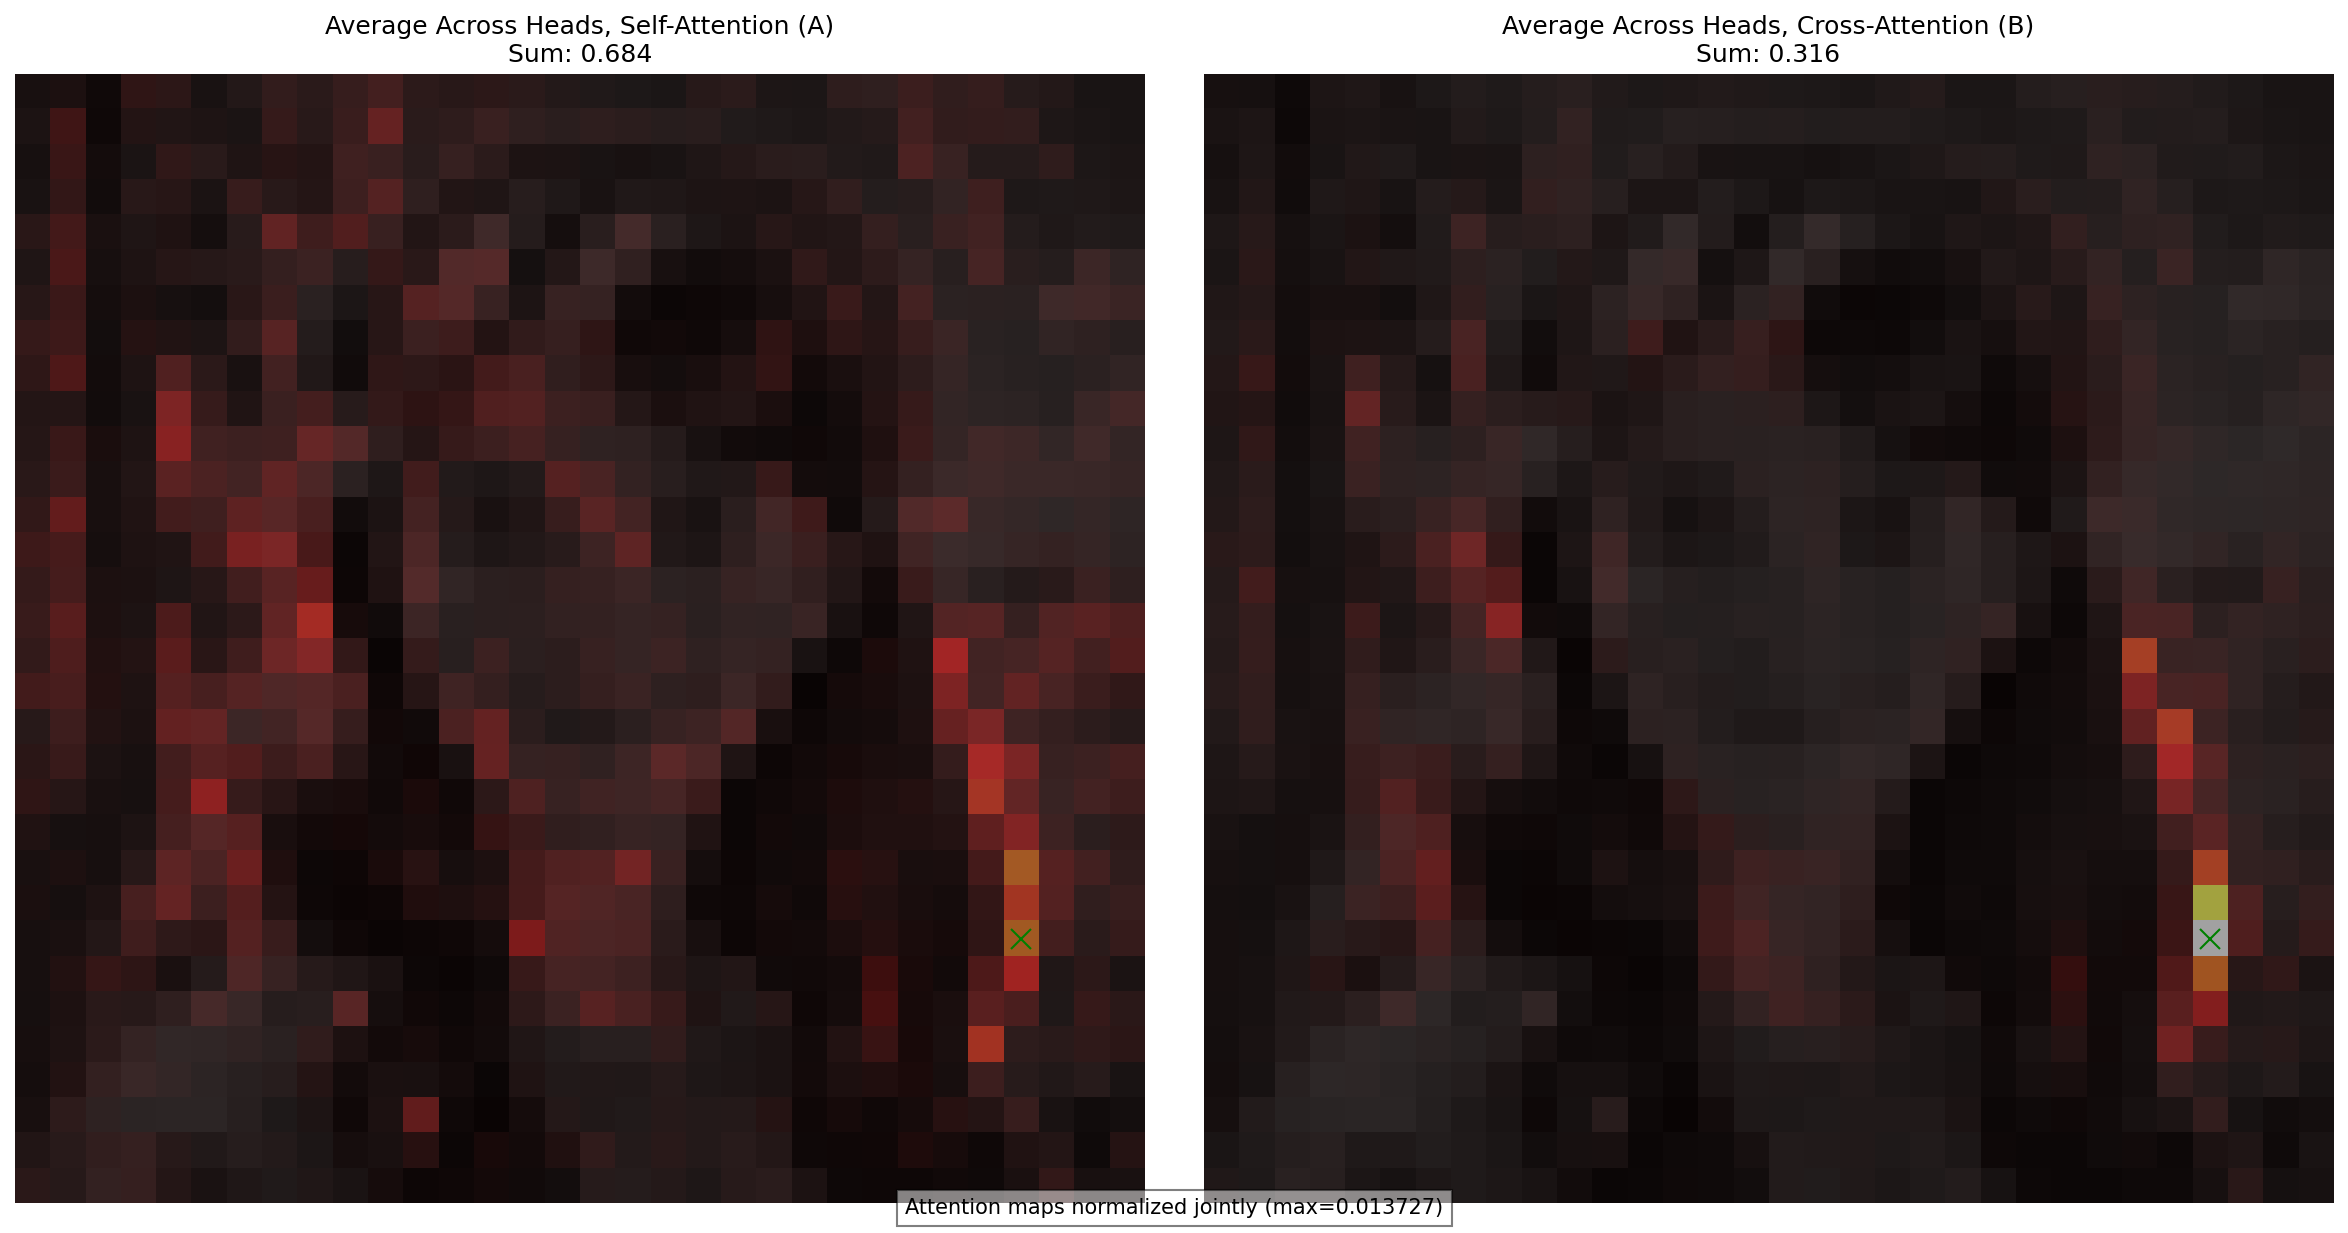 Average Across Heads, Self-Attention (A)
Sum: 0.684
Average Across Heads, Cross-Attention (B)
Sum: 0.316
Attention maps normalized jointly (max=0.013727)